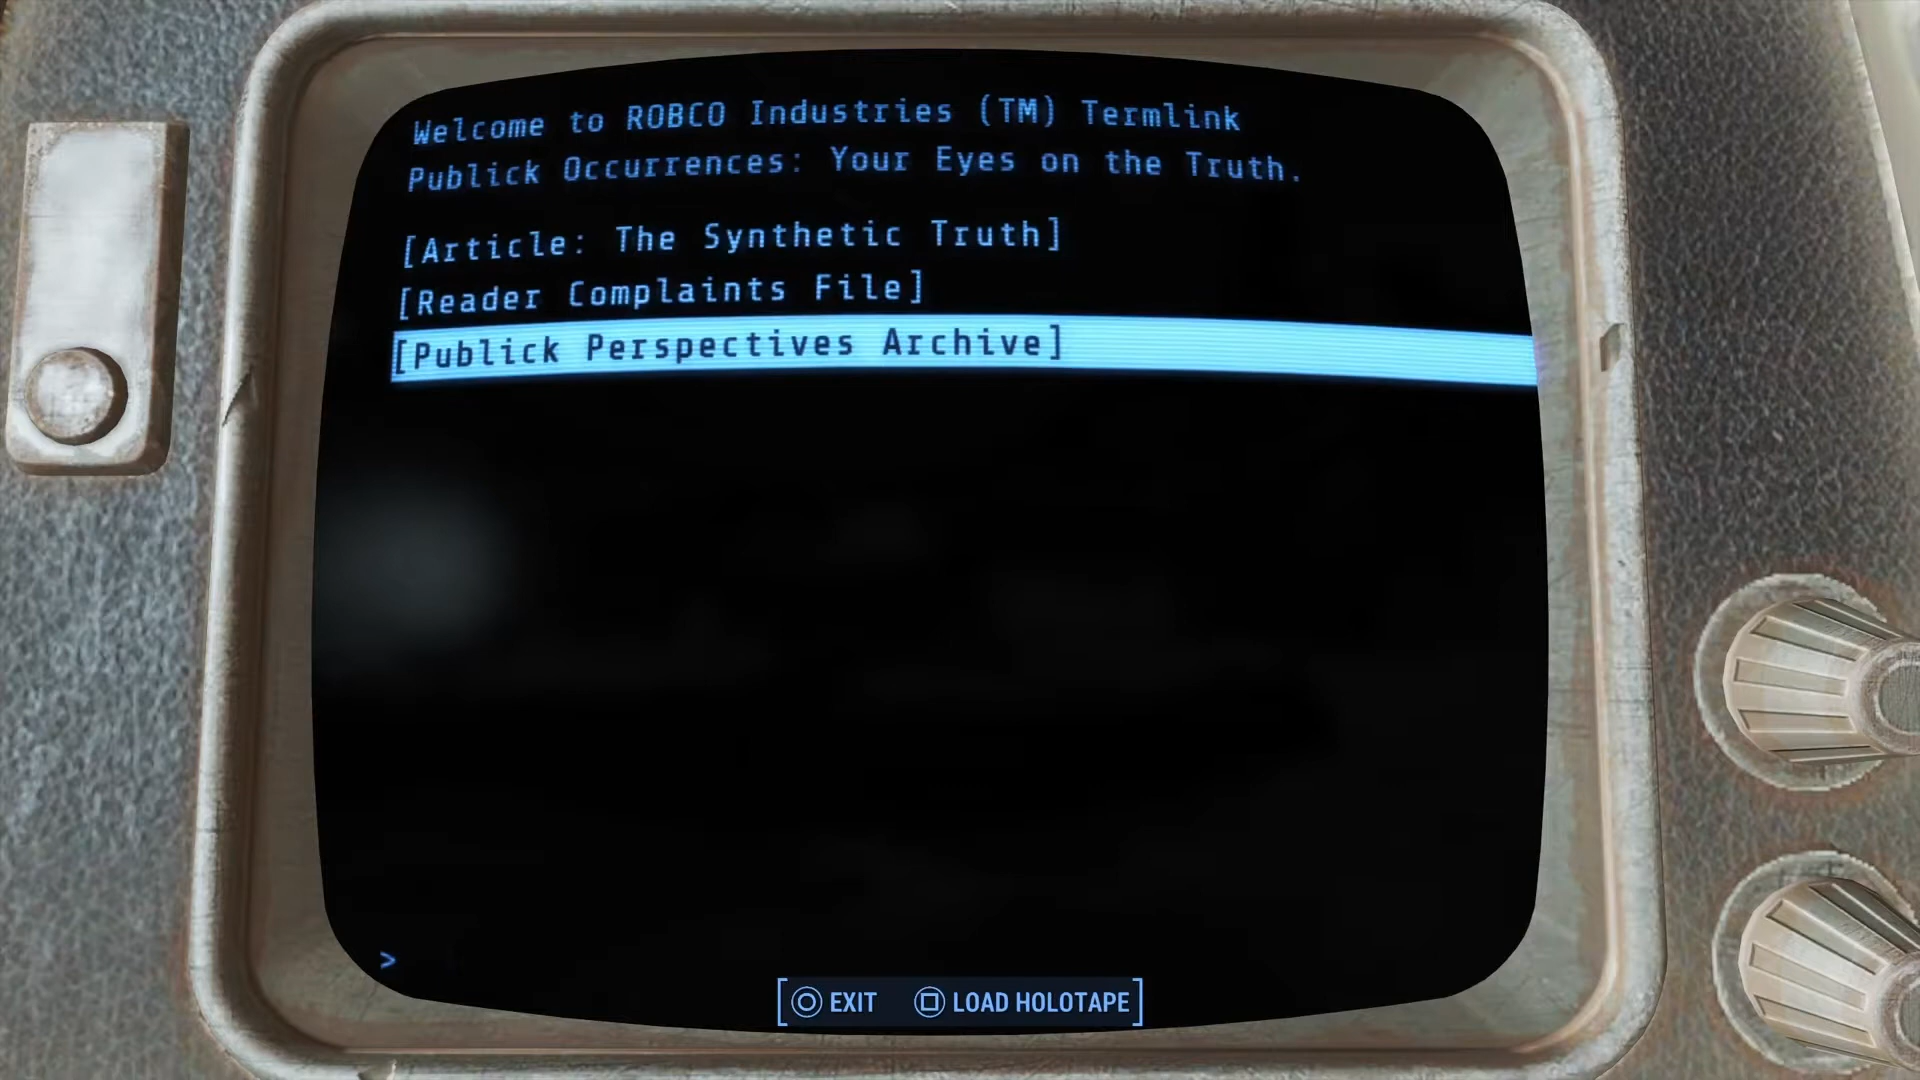 Welcome to ROBCO Industries (TM) Termlink
Publick Occurrences: Your Eyes on the Truth.
[Article: The Synthetic Truth]
[Reader Complaints File]
[Publick Perspectives Archive]
>
EXIT LOAD HOLOTAPE